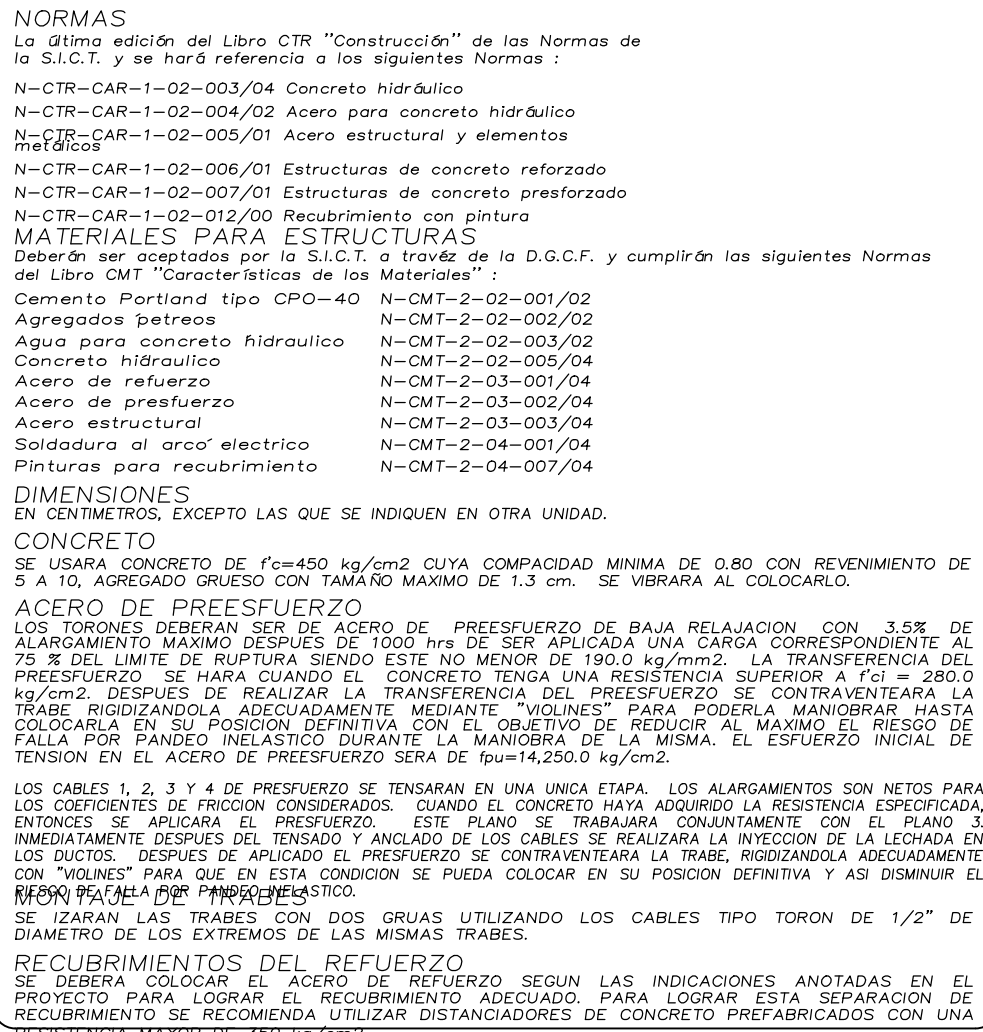 NORMAS
La última edición del Libro CTR "Construcción" de las Normas de
la S.I.C.T. y se hará referencia a los siguientes Normas :
N-CTR-CAR-1-02-003/04 Concreto hidráulico
N-CTR-CAR-1-02-004/02 Acero para concreto hidráulico
N-CTR-CAR-1-02-005/01 Acero estructural y elementos
metálicos
N-CTR-CAR-1-02-006/01 Estructuras de concreto reforzado
N-CTR-CAR-1-02-007/01 Estructuras de concreto presforzado
N-CTR-CAR-1-02-012/00 Recubrimiento con pintura
MATERIALES PARA ESTRUCTURAS
Deberán ser aceptados por la S.I.C.T. a travéz de la D.G.C.F. y cumplirán las siguientes Normas
del Libro CMT "Características de los Materiales" :
Cemento Portland tipo CPO-40 N-CMT-2-02-001/02
Agregados ´petreos N-CMT-2-02-002/02
Agua para concreto hidraulico N-CMT-2-02-003/02
Concreto hidraulico N-CMT-2-02-005/04
Acero de refuerzo N-CMT-2-03-001/04
Acero de presfuerzo N-CMT-2-03-002/04
Acero estructural N-CMT-2-03-003/04
Soldadura al arco´ electrico N-CMT-2-04-001/04
Pinturas para recubrimiento N-CMT-2-04-007/04
DIMENSIONES
EN CENTIMETROS, EXCEPTO LAS QUE SE INDIQUEN EN OTRA UNIDAD.
CONCRETO
SE USARA CONCRETO DE f'c=450 kg/cm2 CUYA COMPACIDAD MINIMA DE 0.80 CON REVENIMIENTO DE
5 A 10, AGREGADO GRUESO CON TAMAÑO MAXIMO DE 1.3 cm. SE VIBRARA AL COLOCARLO.
ACERO DE PREESFUERZO
LOS TORONES DEBERAN SER DE ACERO DE PREESFUERZO DE BAJA RELAJACION CON 3.5% DE
ALARGAMIENTO MAXIMO DESPUES DE 1000 hrs DE SER APLICADA UNA CARGA CORRESPONDIENTE AL
75 % DEL LIMITE DE RUPTURA SIENDO ESTE NO MENOR DE 190.0 kg/mm2. LA TRANSFERENCIA DEL
PREESFUERZO SE HARA CUANDO EL CONCRETO TENGA UNA RESISTENCIA SUPERIOR A f'ci = 280.0
kg/cm2. DESPUES DE REALIZAR LA TRANSFERENCIA DEL PREESFUERZO SE CONTRAVENTEARA LA
TRABE RIGIDIZANDOLA ADECUADAMENTE MEDIANTE "VIOLINES" PARA PODERLA MANIOBRAR HASTA
COLOCARLA EN SU POSICION DEFINITIVA CON EL OBJETIVO DE REDUCIR AL MAXIMO EL RIESGO DE
FALLA POR PANDEO INELASTICO DURANTE LA MANIOBRA DE LA MISMA. EL ESFUERZO INICIAL DE
TENSION EN EL ACERO DE PREESFUERZO SERA DE fpu=14,250.0 kg/cm2.
LOS CABLES 1, 2, 3 Y 4 DE PRESFUERZO SE TENSARAN EN UNA UNICA ETAPA. LOS ALARGAMIENTOS SON NETOS PARA
LOS COEFICIENTES DE FRICCION CONSIDERADOS. CUANDO EL CONCRETO HAYA ADQUIRIDO LA RESISTENCIA ESPECIFICADA,
ENTONCES SE APLICARA EL PRESFUERZO. ESTE PLANO SE TRABAJARA CONJUNTAMENTE CON EL PLANO 3.
INMEDIATAMENTE DESPUES DEL TENSADO Y ANCLADO DE LOS CABLES SE REALIZARA LA INYECCION DE LA LECHADA EN
LOS DUCTOS. DESPUES DE APLICADO EL PRESFUERZO SE CONTRAVENTEARA LA TRABE, RIGIDIZANDOLA ADECUADAMENTE
CON "VIOLINES" PARA QUE EN ESTA CONDICION SE PUEDA COLOCAR EN SU POSICION DEFINITIVA Y ASI DISMINUIR EL
RIESGO DE FALLA POR PANDEO INELASTICO.
MONTAJE DE TRABES
SE IZARAN LAS TRABES CON DOS GRUAS UTILIZANDO LOS CABLES TIPO TORON DE 1/2" DE
DIAMETRO DE LOS EXTREMOS DE LAS MISMAS TRABES.
RECUBRIMIENTOS DEL REFUERZO
SE DEBERA COLOCAR EL ACERO DE REFUERZO SEGUN LAS INDICACIONES ANOTADAS EN EL
PROYECTO PARA LOGRAR EL RECUBRIMIENTO ADECUADO. PARA LOGRAR ESTA SEPARACION DE
RECUBRIMIENTO SE RECOMIENDA UTILIZAR DISTANCIADORES DE CONCRETO PREFABRICADOS CON UNA